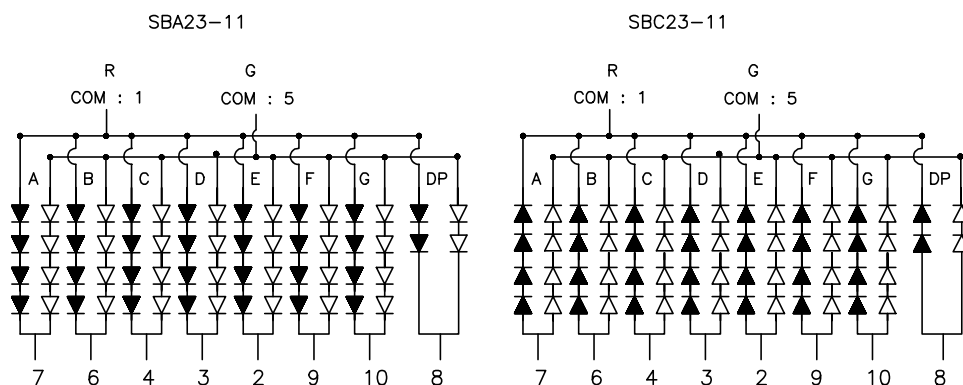 SBA23-11 SBC23-11
R G R G
COM : 1 COM : 5 COM : 1 COM : 5
A B C D E F G DP A B C D E F G DP
7 6 4 3 2 9 10 8 7 6 4 3 2 9 10 8